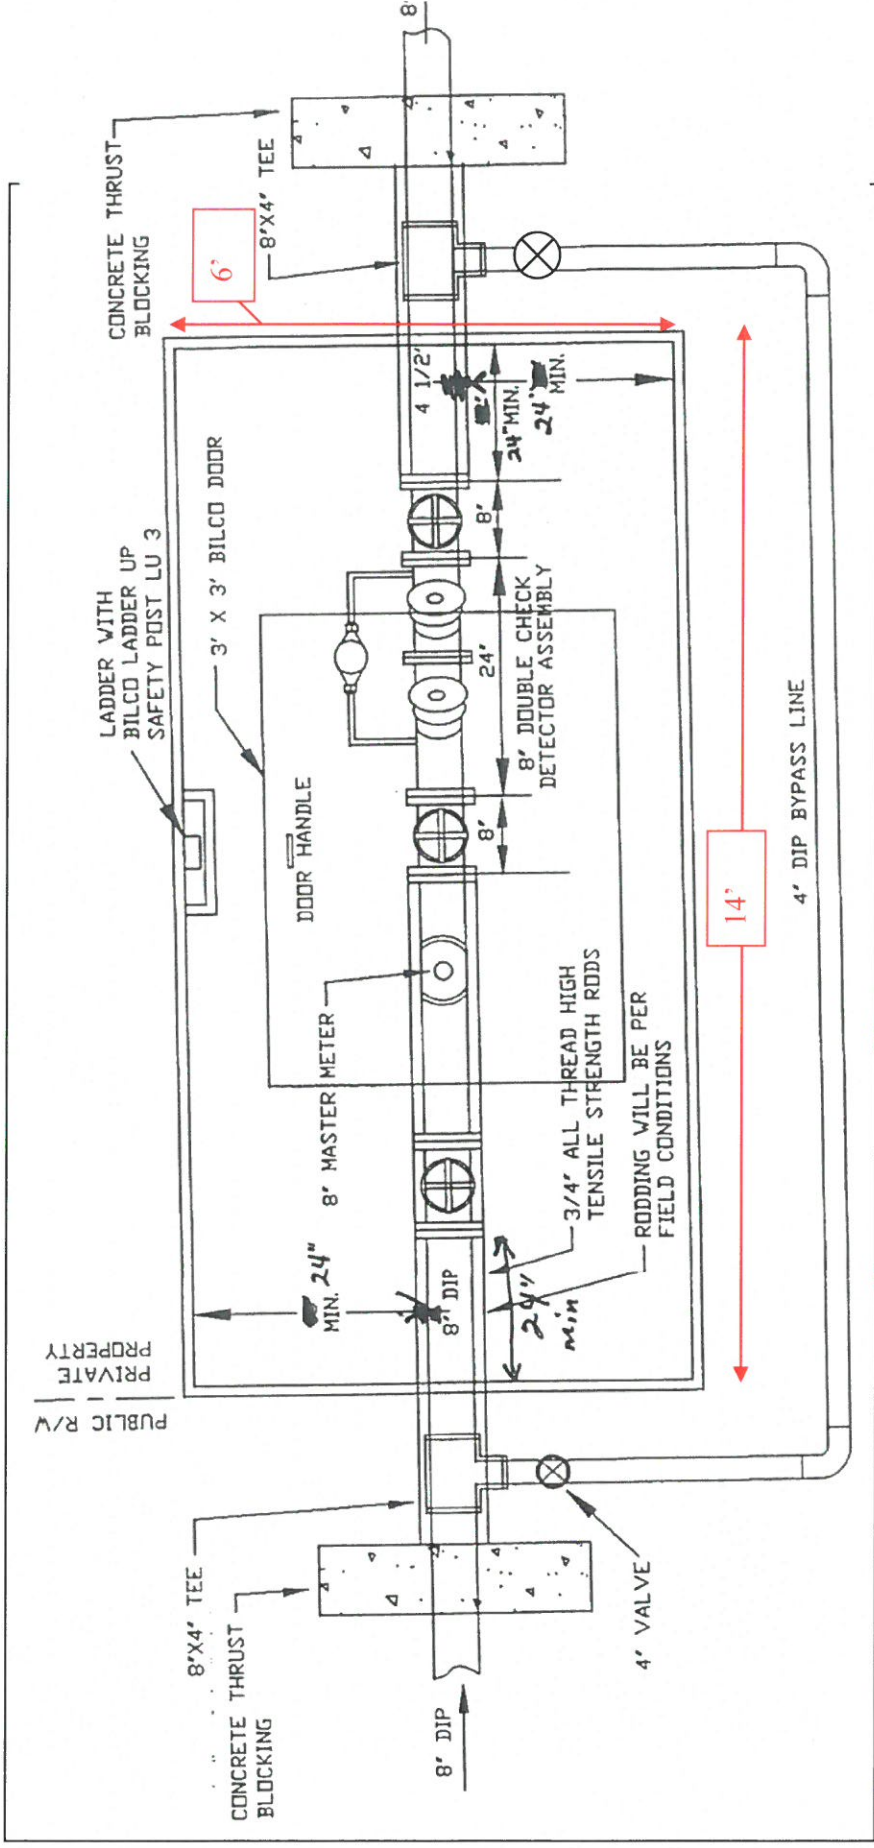 8"
CONCRETE THRUST
BLOCKING
8"X4" TEE
6'
LADDER WITH
BILCO LADDER UP
SAFETY POST LU 3
3' X 3' BILCO DOOR
DOOR HANDLE
4 1/2'
24" MIN.
24" MIN.
8"
24"
8" DOUBLE CHECK
DETECTOR ASSEMBLY
8"
8" MASTER METER
3/4" ALL THREAD HIGH
TENSILE STRENGTH RODS
RODDING WILL BE PER
FIELD CONDITIONS
14'
4" DIP BYPASS LINE
24"
MIN.
8" DIP
24"
min
PRIVATE
PROPERTY
PUBLIC R/W
8"X4" TEE
CONCRETE THRUST
BLOCKING
4" VALVE
8" DIP